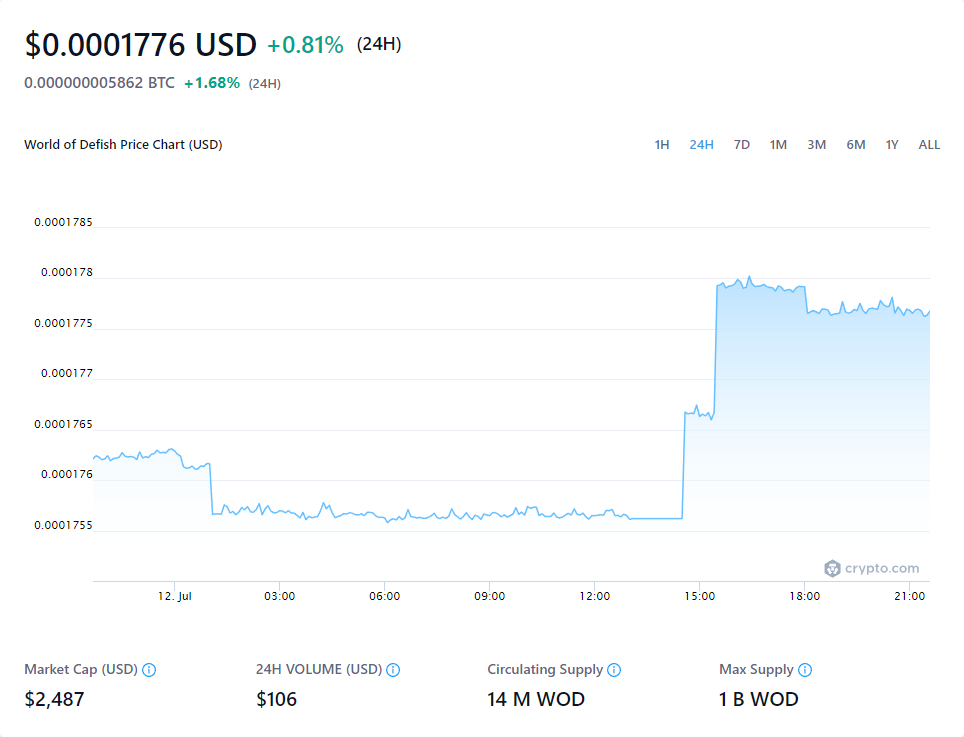 $0.0001776 USD +0.81% (24H)
0.000000005862 BTC +1.68% (24H)
World of Defish Price Chart (USD) 1H 24H 7D 1M 3M 6M 1Y ALL
0.0001785
0.000178
0.0001775
0.000177
0.0001765
0.000176
0.0001755
crypto.com
12. Jul 03:00 06:00 09:00 12:00 15:00 18:00 21:00
Market Cap (USD) 24H VOLUME (USD) Circulating Supply Max Supply
$2,487 $106 14 M WOD 1 B WOD